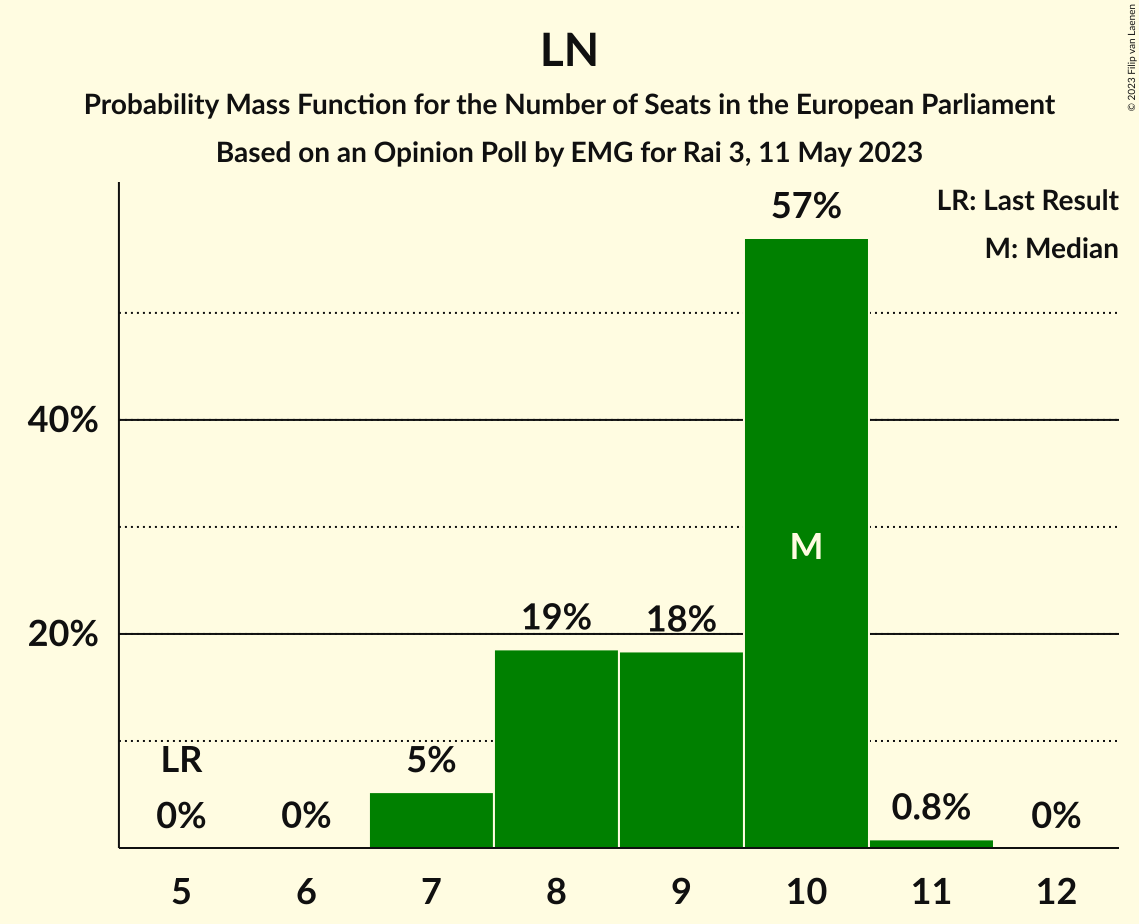 LN
Probability Mass Function for the Number of Seats in the European Parliament
Based on an Opinion Poll by EMG for Rai 3, 11 May 2023
© 2023 Filip van Laenen
LR: Last Result
M: Median
57%
40%
M
19%
18%
20%
LR
5%
0%
0%
0.8%
0%
5
6
7
8
9
10
11
12